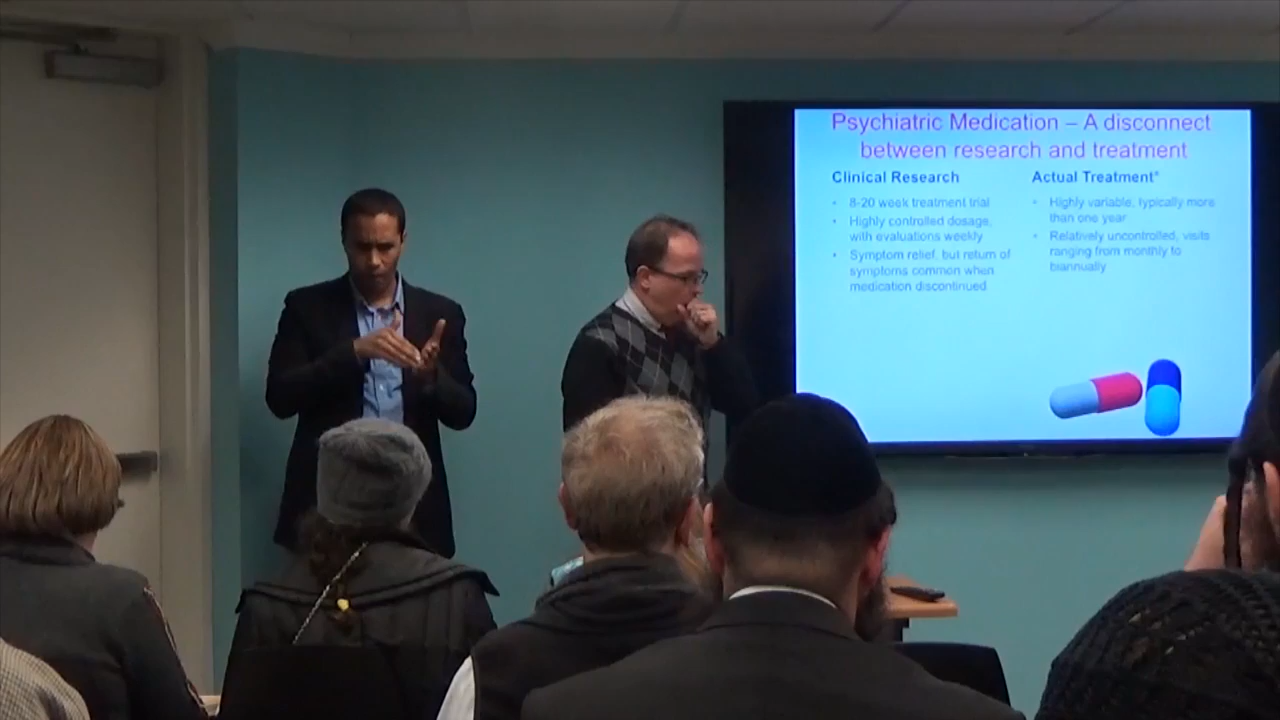 Psychiatric Medication – A disconnect
between research and treatment
Clinical Research
• 8-20 week treatment trial
• Highly controlled dosage,
with evaluations weekly
• Symptom relief, but return of
symptoms common when
medication discontinued
Actual Treatment*
• Highly variable, typically more
than one year
• Relatively uncontrolled, visits
ranging from monthly to
biannually